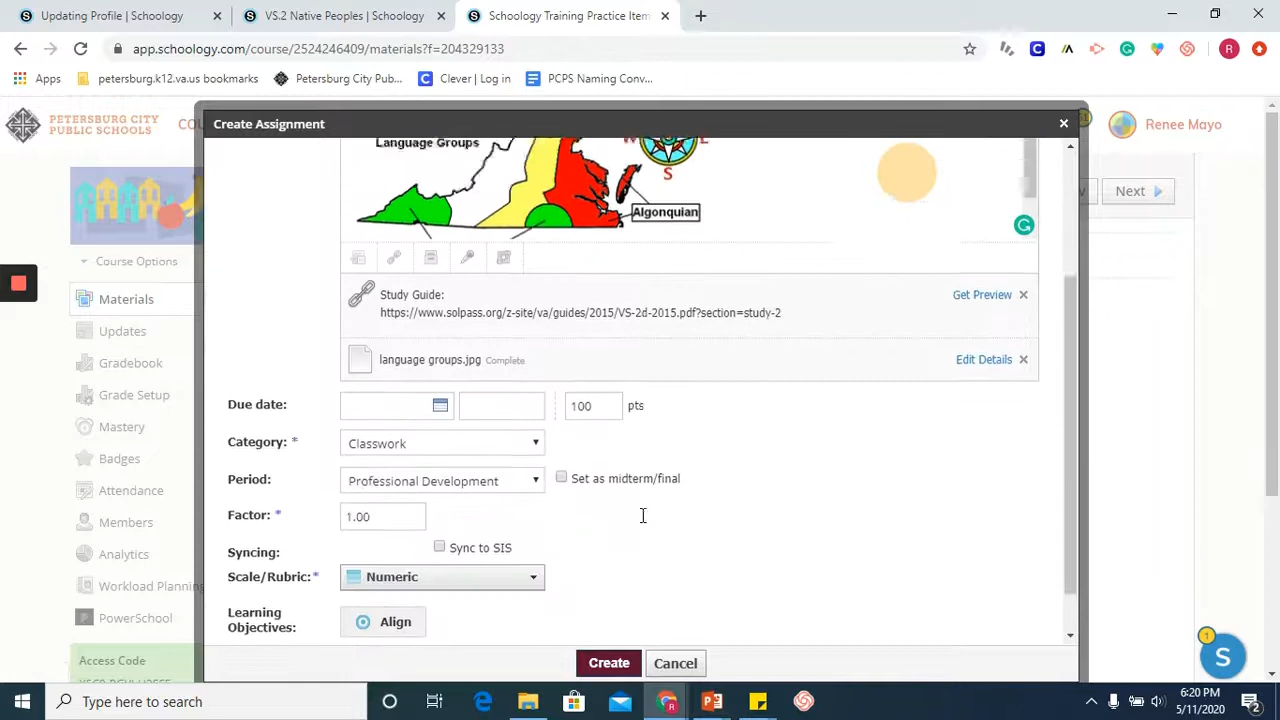 Updating Profile | Schoology
VS.2 Native Peoples | Schoology
Schoology Training Practice Item
app.schoology.com/course/2524246409/materials?f=204329133
R
Apps
petersburg.k12.va.us bookmarks
Petersburg City Pub...
Clever | Log in
PCPS Naming Conv...
PETERSBURG CITY
PUBLIC SCHOOLS
COU
Renee Mayo
Create Assignment
Language Groups
S
Algonquian
Next
Course Options
Materials
Updates
Gradebook
Grade Setup
Mastery
Badges
Attendance
Members
Analytics
Workload Planning
PowerSchool
Access Code
Study Guide:
https://www.solpass.org/z-site/va/guides/2015/VS-2d-2015.pdf?section=study-2
Get Preview
language groups.jpg Complete
Edit Details
Due date:
100 pts
Category: *
Classwork
Period:
Professional Development
Set as midterm/final
Factor: *
1.00
Syncing:
Sync to SIS
Scale/Rubric: *
Numeric
Learning
Objectives:
Align
Create
Cancel
1
S
Type here to search
6:20 PM
5/11/2020
2